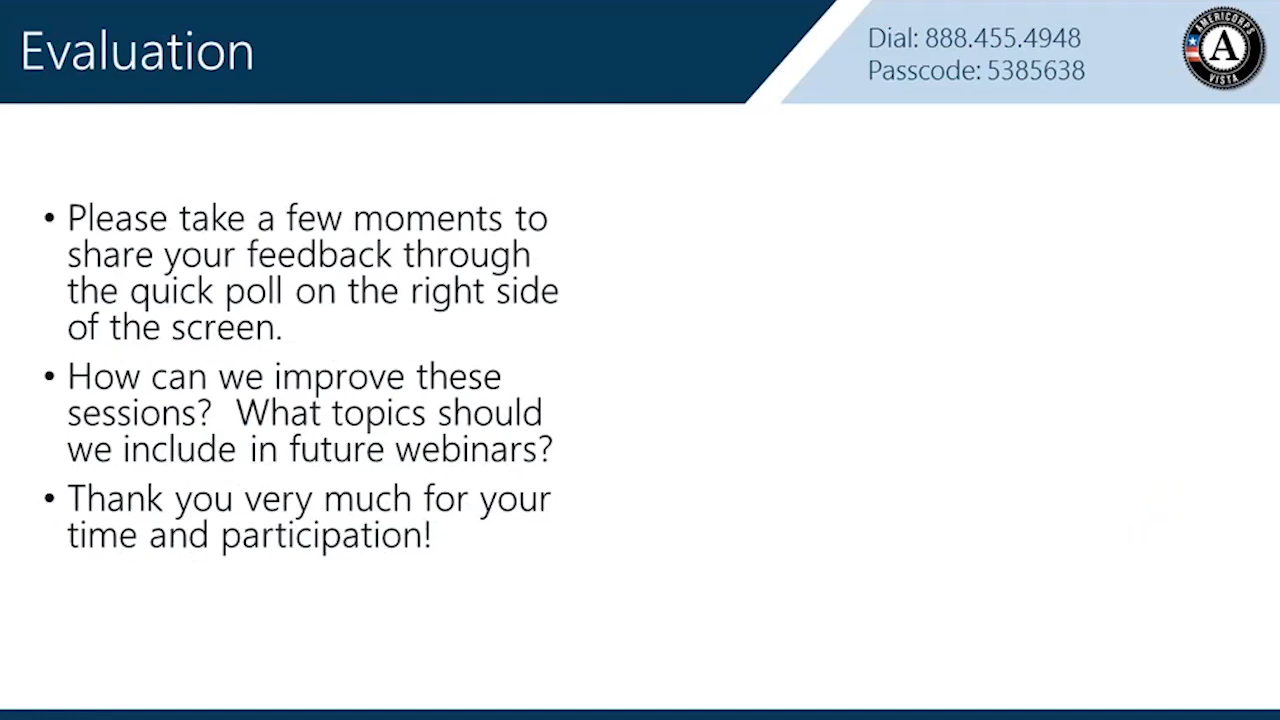 Evaluation
Dial: 888.455.4948
Passcode: 5385638
AMERICORPS
A
VISTA
• Please take a few moments to
share your feedback through
the quick poll on the right side
of the screen.
• How can we improve these
sessions?  What topics should
we include in future webinars?
• Thank you very much for your
time and participation!